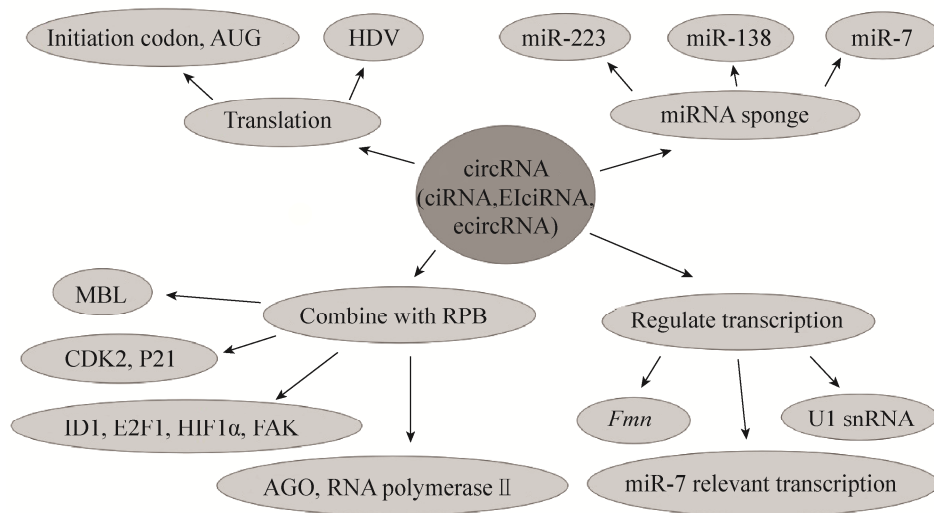 Initiation codon, AUG
HDV
miR-223
miR-138
miR-7
Translation
miRNA sponge
circRNA
(ciRNA,EIciRNA,
ecircRNA)
MBL
Combine with RPB
Regulate transcription
CDK2, P21
ID1, E2F1, HIF1α, FAK
Fmn
U1 snRNA
AGO, RNA polymerase Ⅱ
miR-7 relevant transcription